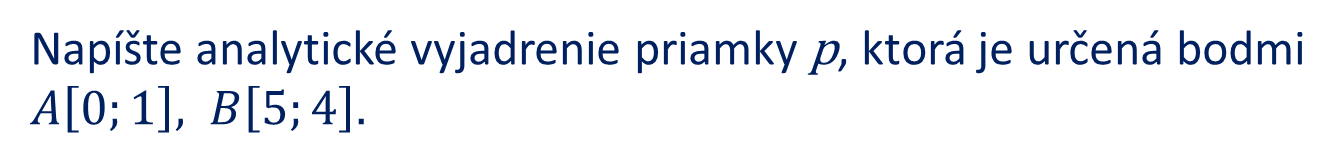 Napíšte analytické vyjadrenie priamky p, ktorá je určená bodmi
A[0; 1], B[5; 4].